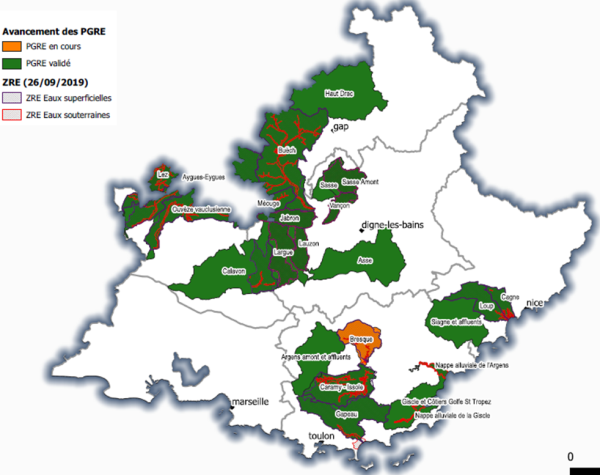 Avancement des PGRE
PGRE en cours
PGRE validé
ZRE (26/09/2019)
ZRE Eaux superficielles
ZRE Eaux souterraines
Haut Drac
gap
Buëch
Lez
Aygues-Eygues
Sasse
Sasse Amont
Vançon
Méouge
Ouvèze vauclusienne
Jabron
digne-les-bains
Lauzon
Largue
Asse
Calavon
Cagne
Loup
nice
Siagne et affluents
Bresque
Argens amont et affluents
Nappe alluviale de l'Argens
Caramy - Issole
Giscle et Côtiers Golfe St Tropez
marseille
Gapeau
Nappe alluviale de la Giscle
toulon
0